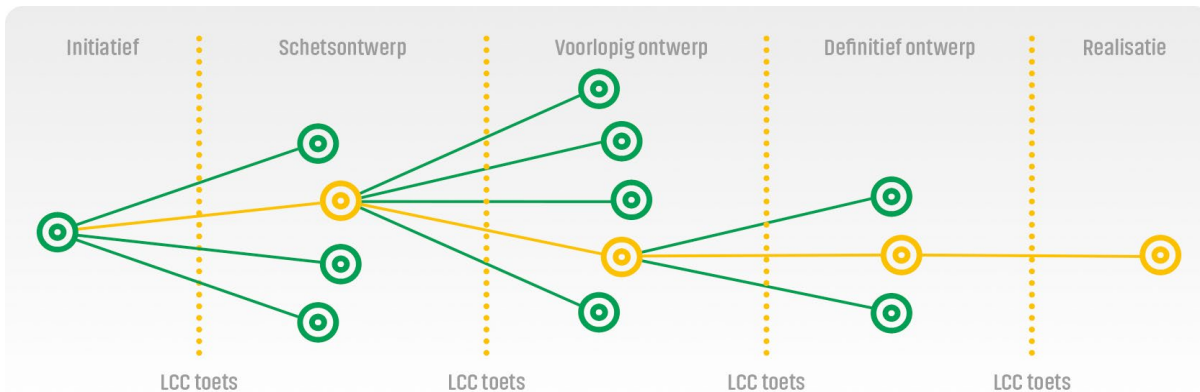 Initiatief
Schetsontwerp
Voorlopig ontwerp
Definitief ontwerp
Realisatie
LCC toets
LCC toets
LCC toets
LCC toets